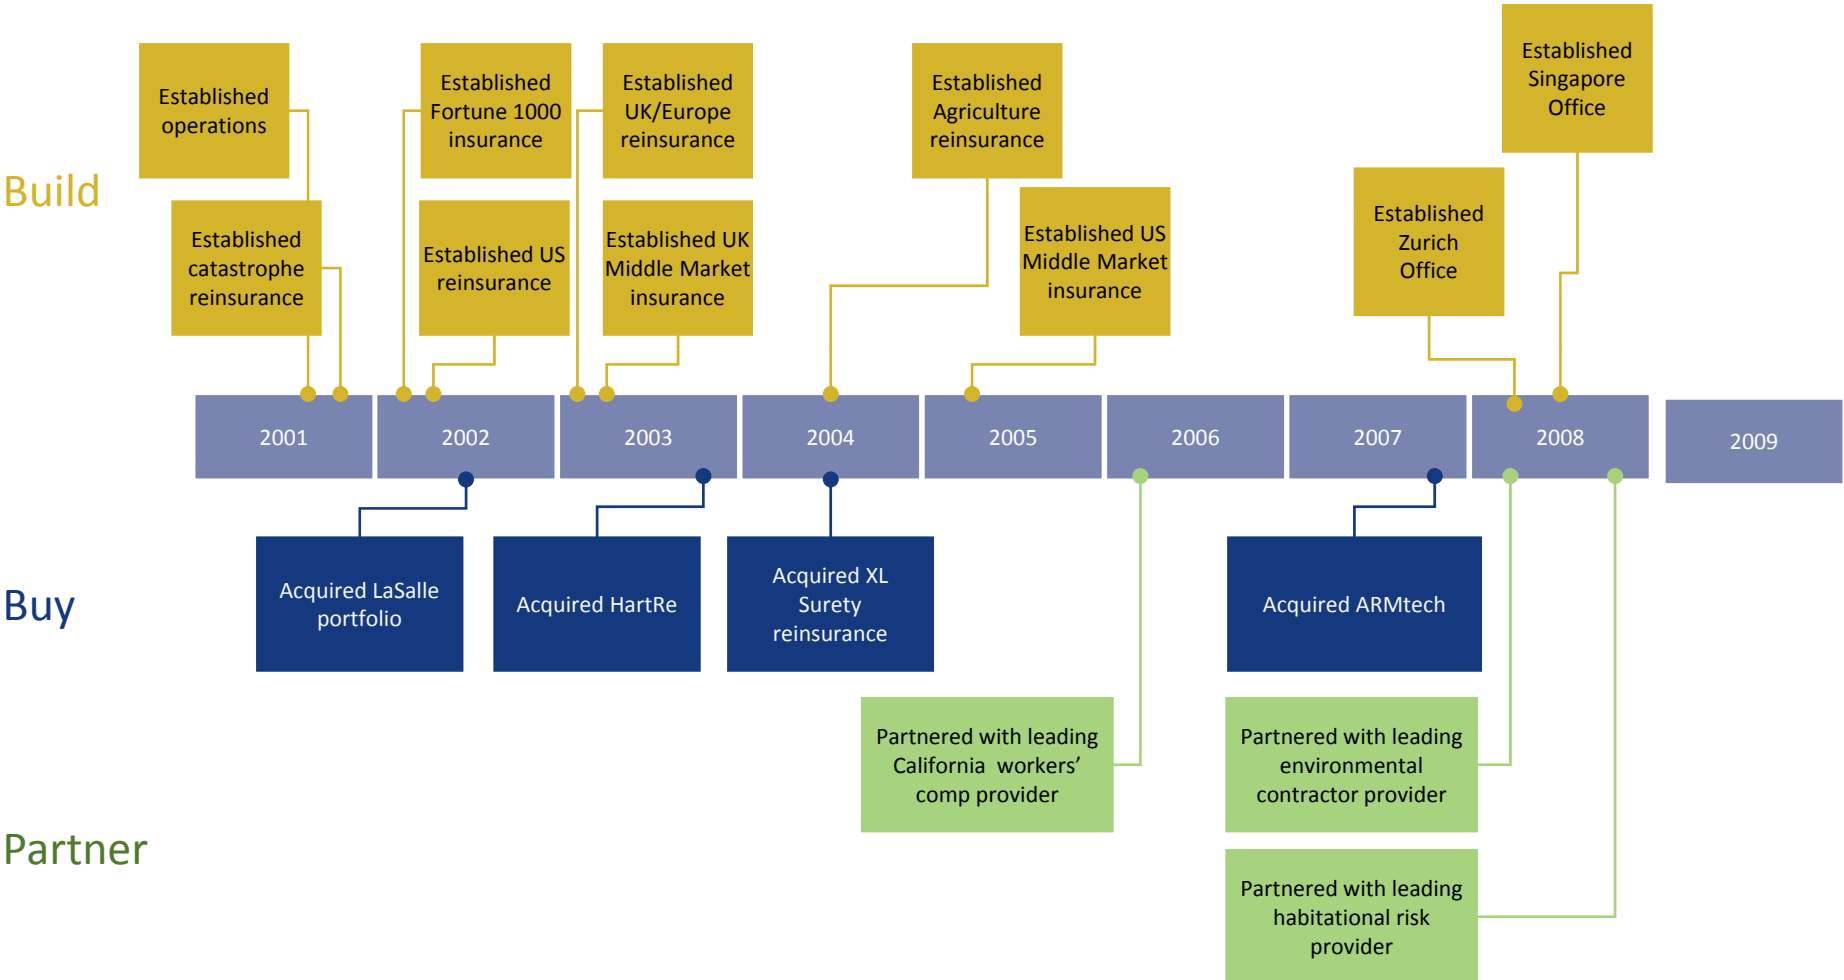 Build
Established
operations
Established
catastrophe
reinsurance
Established
Fortune 1000
insurance
Established US
reinsurance
Established
UK/Europe
reinsurance
Established UK
Middle Market
insurance
Established
Agriculture
reinsurance
Established US
Middle Market
insurance
Established
Zurich
Office
Established
Singapore
Office
2001
2002
2003
2004
2005
2006
2007
2008
2009
Buy
Acquired LaSalle
portfolio
Acquired HartRe
Acquired XL
Surety
reinsurance
Acquired ARMtech
Partner
Partnered with leading
California workers’
comp provider
Partnered with leading
environmental
contractor provider
Partnered with leading
habitational risk
provider